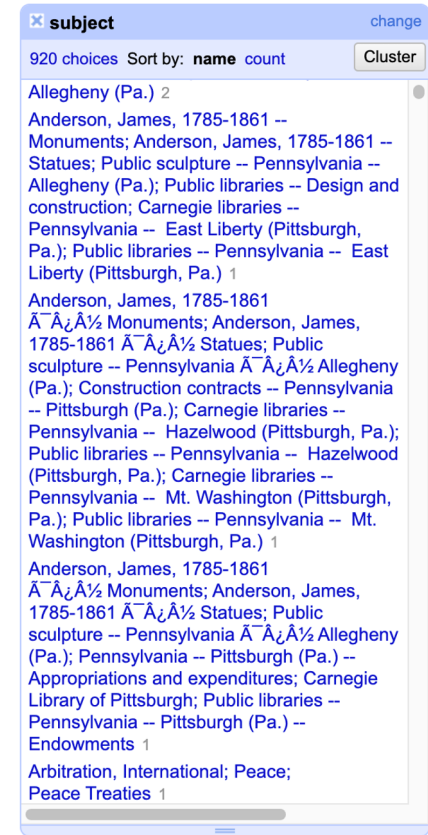 subject change
920 choices Sort by: name count Cluster
Allegheny (Pa.) 2
Anderson, James, 1785-1861 --
Monuments; Anderson, James, 1785-1861 --
Statues; Public sculpture -- Pennsylvania --
Allegheny (Pa.); Public libraries -- Design and
construction; Carnegie libraries --
Pennsylvania --  East Liberty (Pittsburgh,
Pa.); Public libraries -- Pennsylvania --  East
Liberty (Pittsburgh, Pa.) 1
Anderson, James, 1785-1861
Ã¯Â¿Â½ Monuments; Anderson, James,
1785-1861 Ã¯Â¿Â½ Statues; Public
sculpture -- Pennsylvania Ã¯Â¿Â½ Allegheny
(Pa.); Construction contracts -- Pennsylvania
-- Pittsburgh (Pa.); Carnegie libraries --
Pennsylvania --  Hazelwood (Pittsburgh, Pa.);
Public libraries -- Pennsylvania --  Hazelwood
(Pittsburgh, Pa.); Carnegie libraries --
Pennsylvania --  Mt. Washington (Pittsburgh,
Pa.); Public libraries -- Pennsylvania --  Mt.
Washington (Pittsburgh, Pa.) 1
Anderson, James, 1785-1861
Ã¯Â¿Â½ Monuments; Anderson, James,
1785-1861 Ã¯Â¿Â½ Statues; Public
sculpture -- Pennsylvania Ã¯Â¿Â½ Allegheny
(Pa.); Pennsylvania -- Pittsburgh (Pa.) --
Appropriations and expenditures; Carnegie
Library of Pittsburgh; Public libraries --
Pennsylvania -- Pittsburgh (Pa.) --
Endowments 1
Arbitration, International; Peace;
Peace Treaties 1